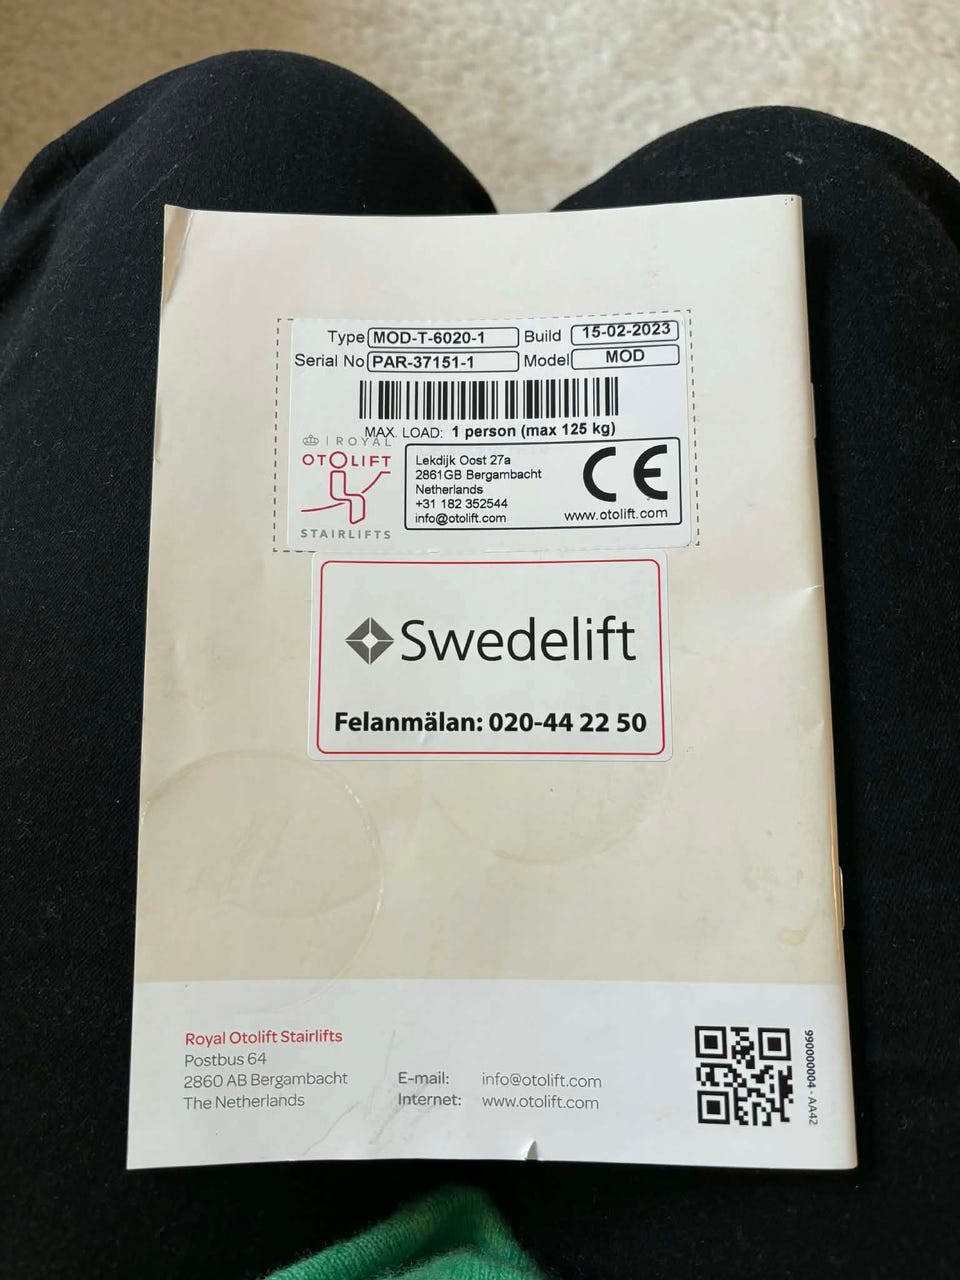 Type MOD-T-6020-1 Build 15-02-2023
Serial No PAR-37151-1 Model MOD
MAX. LOAD: 1 person (max 125 kg)
ROYAL
OTOLIFT
STAIRLIFTS
Lekdijk Oost 27a
2861GB Bergambacht
Netherlands
+31 182 352544
info@otolift.com
CE
www.otolift.com
Swedelift
Felanmälan: 020-44 22 50
Royal Otolift Stairlifts
Postbus 64
2860 AB Bergambacht
The Netherlands
E-mail: info@otolift.com
Internet: www.otolift.com
990000004 - AA42